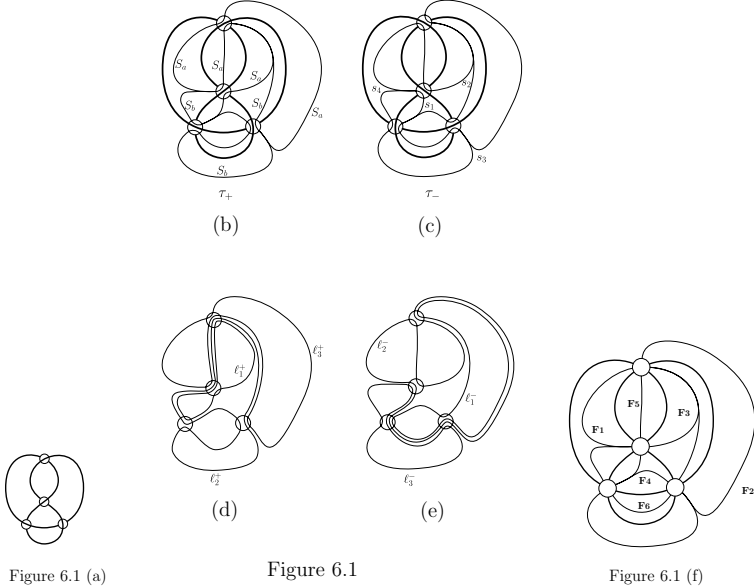 S_a
S_a
S_a
S_b
S_b
S_a
S_b
τ_+
(b)
s_4
s_2
s_1
s_3
τ_−
(c)
ℓ_1^+
ℓ_3^+
ℓ_2^+
(d)
ℓ_2^−
ℓ_1^−
ℓ_3^−
(e)
F5
F3
F1
F4
F2
F6
Figure 6.1 (a)
Figure 6.1
Figure 6.1 (f)